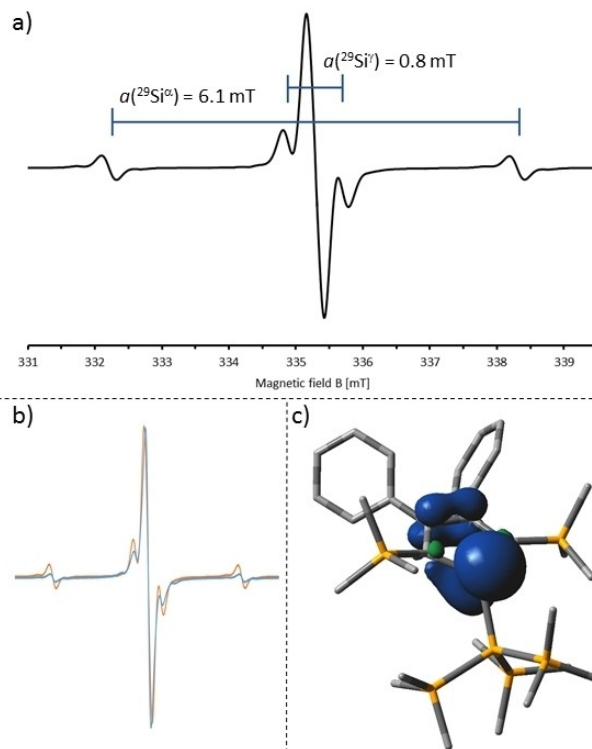 a)
a(²⁹Siᵞ) = 0.8 mT
a(²⁹Siᵅ) = 6.1 mT
331 332 333 334 335 336 337 338 339
Magnetic field B [mT]
b)
c)